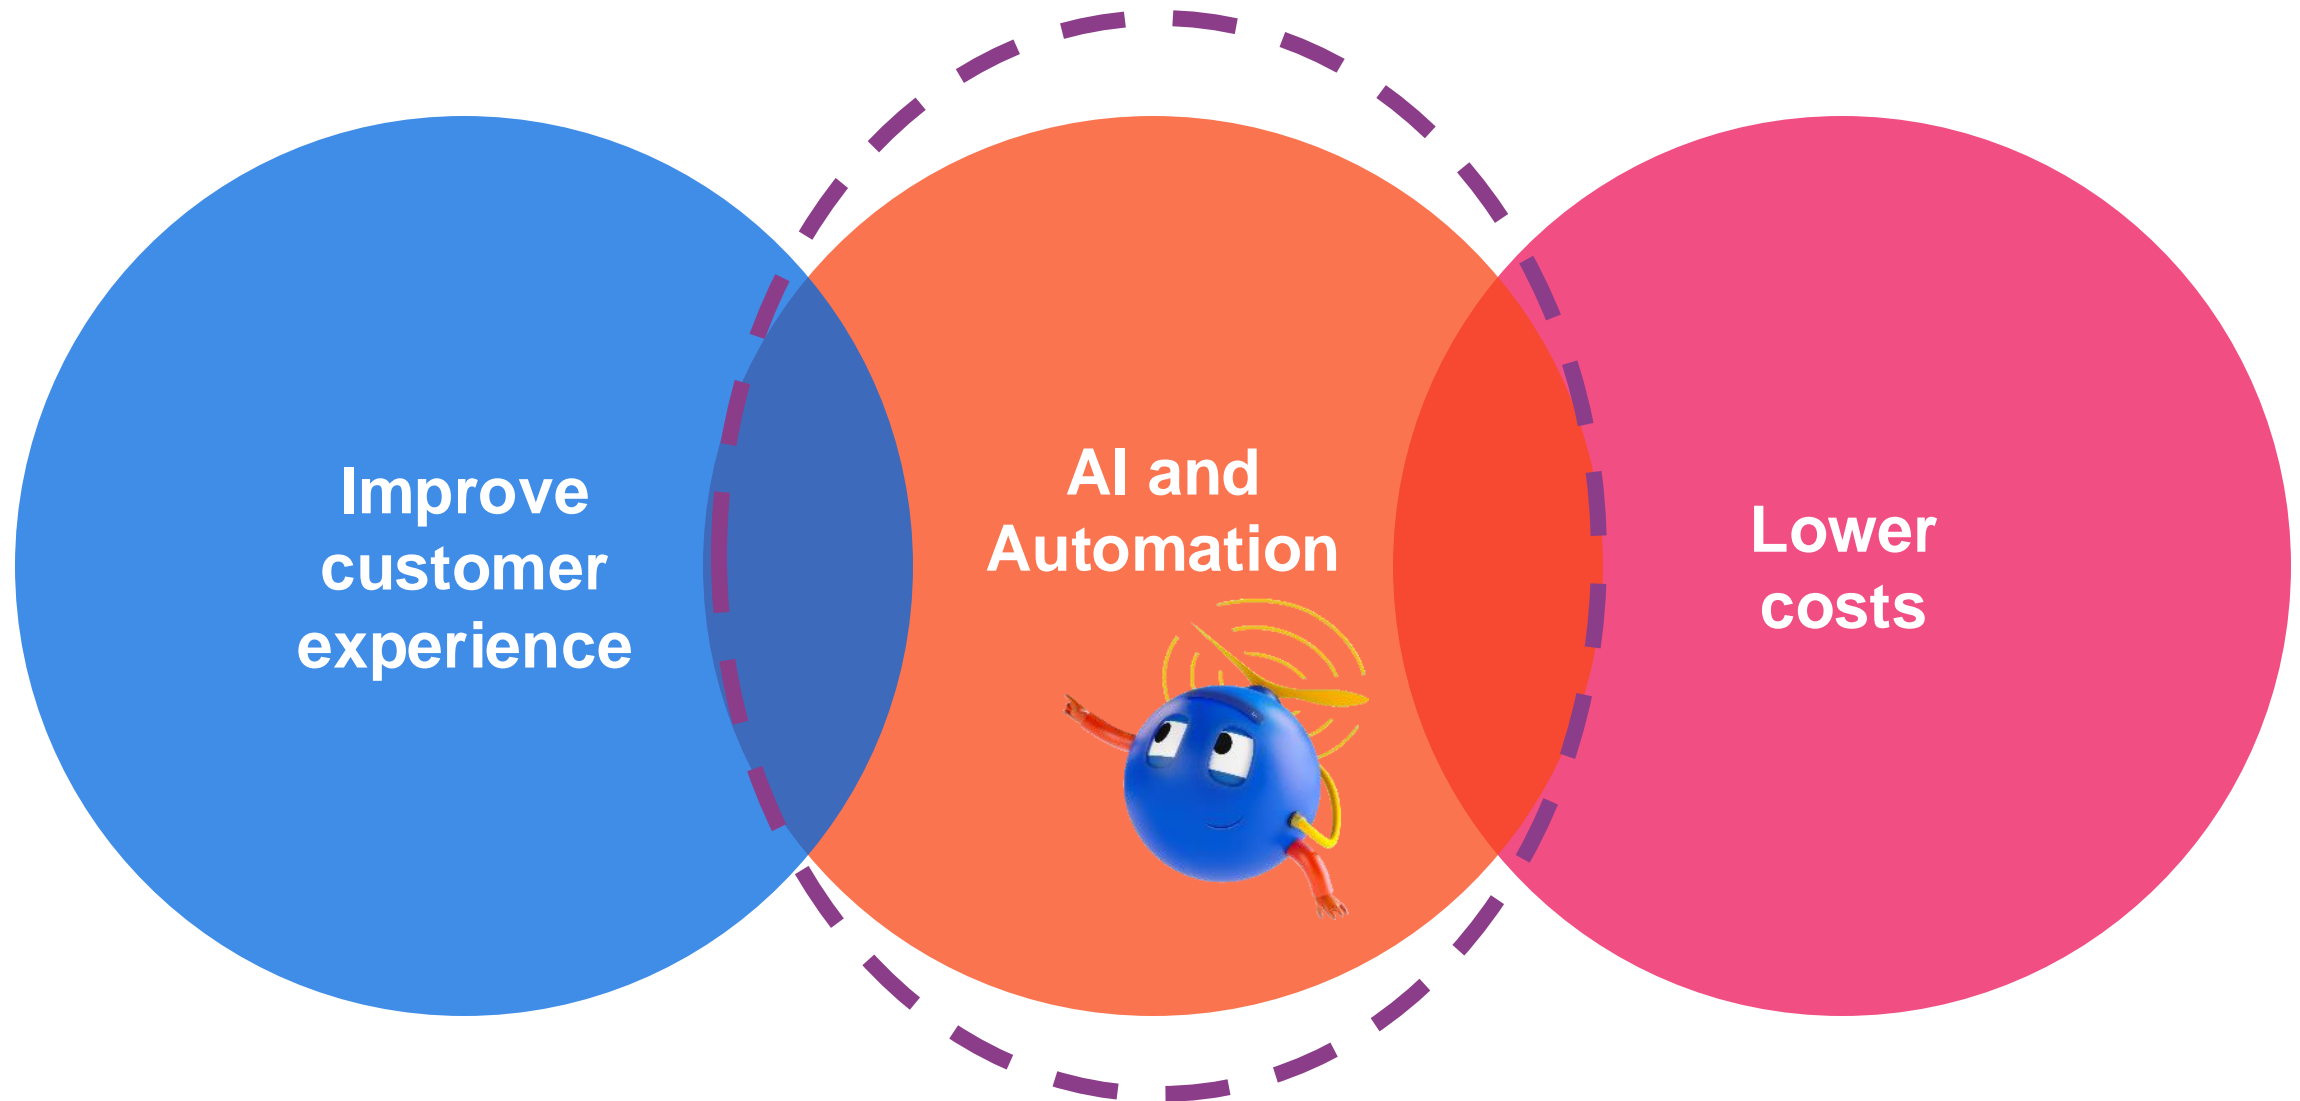 Improve
customer
experience
AI and
Automation
Lower
costs